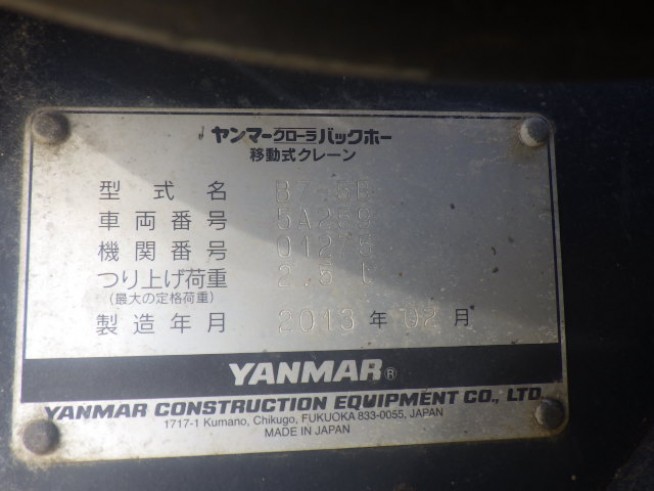 ヤンマークローラバックホー
移動式クレーン
型式名
車両番号
機関番号
つり上げ荷重
(最大の定格荷重)
製造年月 2013 年 02 月
YANMAR®
YANMAR CONSTRUCTION EQUIPMENT CO., LTD.
1717-1 Kumano, Chikugo, FUKUOKA 833-0055, JAPAN
MADE IN JAPAN